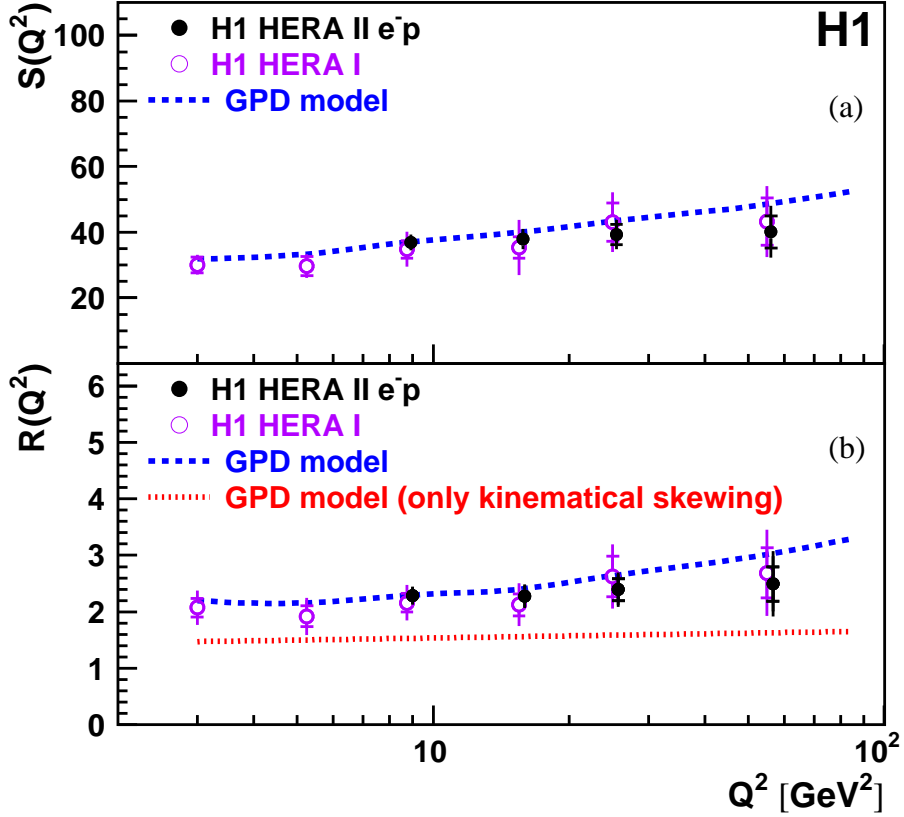 S(Q²)
100
80
60
40
20
H1 HERA II e⁻p
H1 HERA I
GPD model
H1
(a)
R(Q²)
6
5
4
3
2
1
0
H1 HERA II e⁻p
H1 HERA I
GPD model
GPD model (only kinematical skewing)
(b)
10
10²
Q² [GeV²]